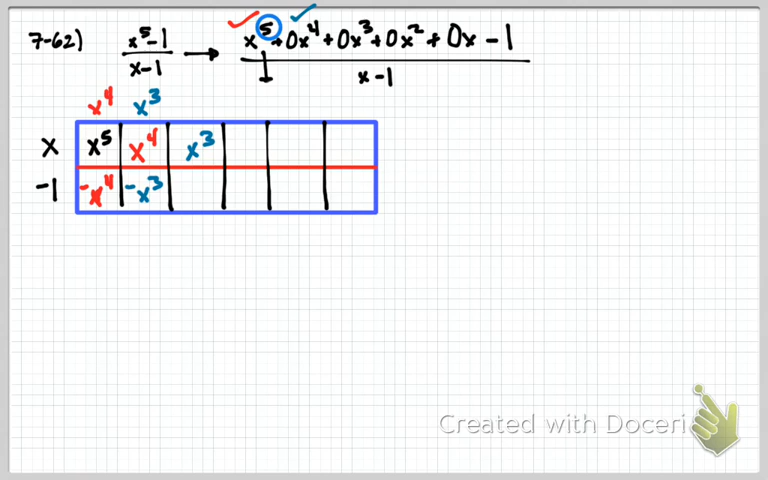 7-62) x⁵-1 → x⁵+0x⁴+0x³+0x²+0x-1
x-1 1 x-1
x⁴ x³
x x⁵ x⁴ x³
-1 -x⁴ -x³
Created with Doceri